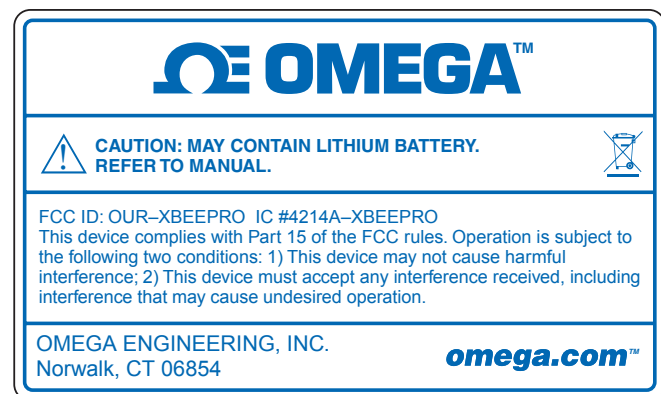 ΩE OMEGA™
CAUTION: MAY CONTAIN LITHIUM BATTERY.
REFER TO MANUAL.
FCC ID: OUR–XBEEPRO IC #4214A–XBEEPRO
This device complies with Part 15 of the FCC rules. Operation is subject to
the following two conditions: 1) This device may not cause harmful
interference; 2) This device must accept any interference received, including
interference that may cause undesired operation.
OMEGA ENGINEERING, INC.
Norwalk, CT 06854
omega.com™